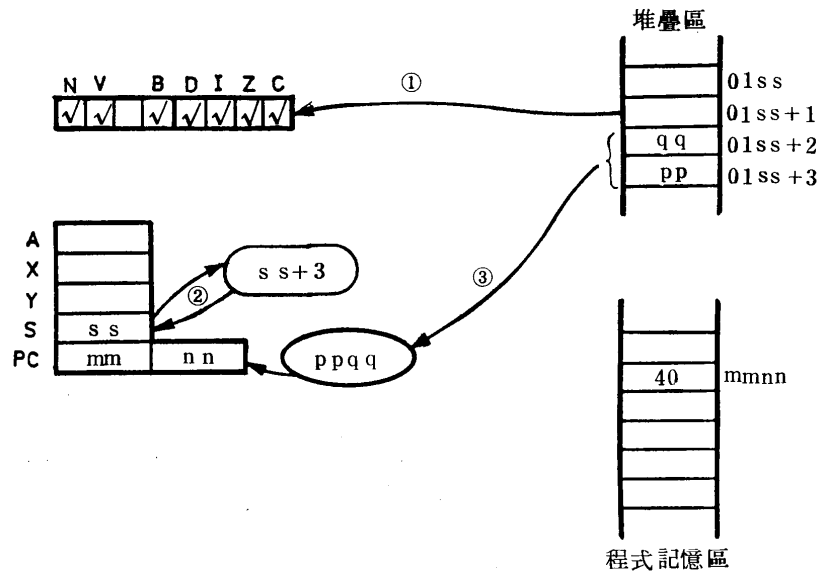 堆疊區
01ss
N V B D I Z C
①
√ √ √ √ √ √ √
01ss+1
qq 01ss+2
pp 01ss+3
A
X
ss+3
②
③
Y
S ss
PC mm nn
ppqq
40 mmnn
程式記憶區